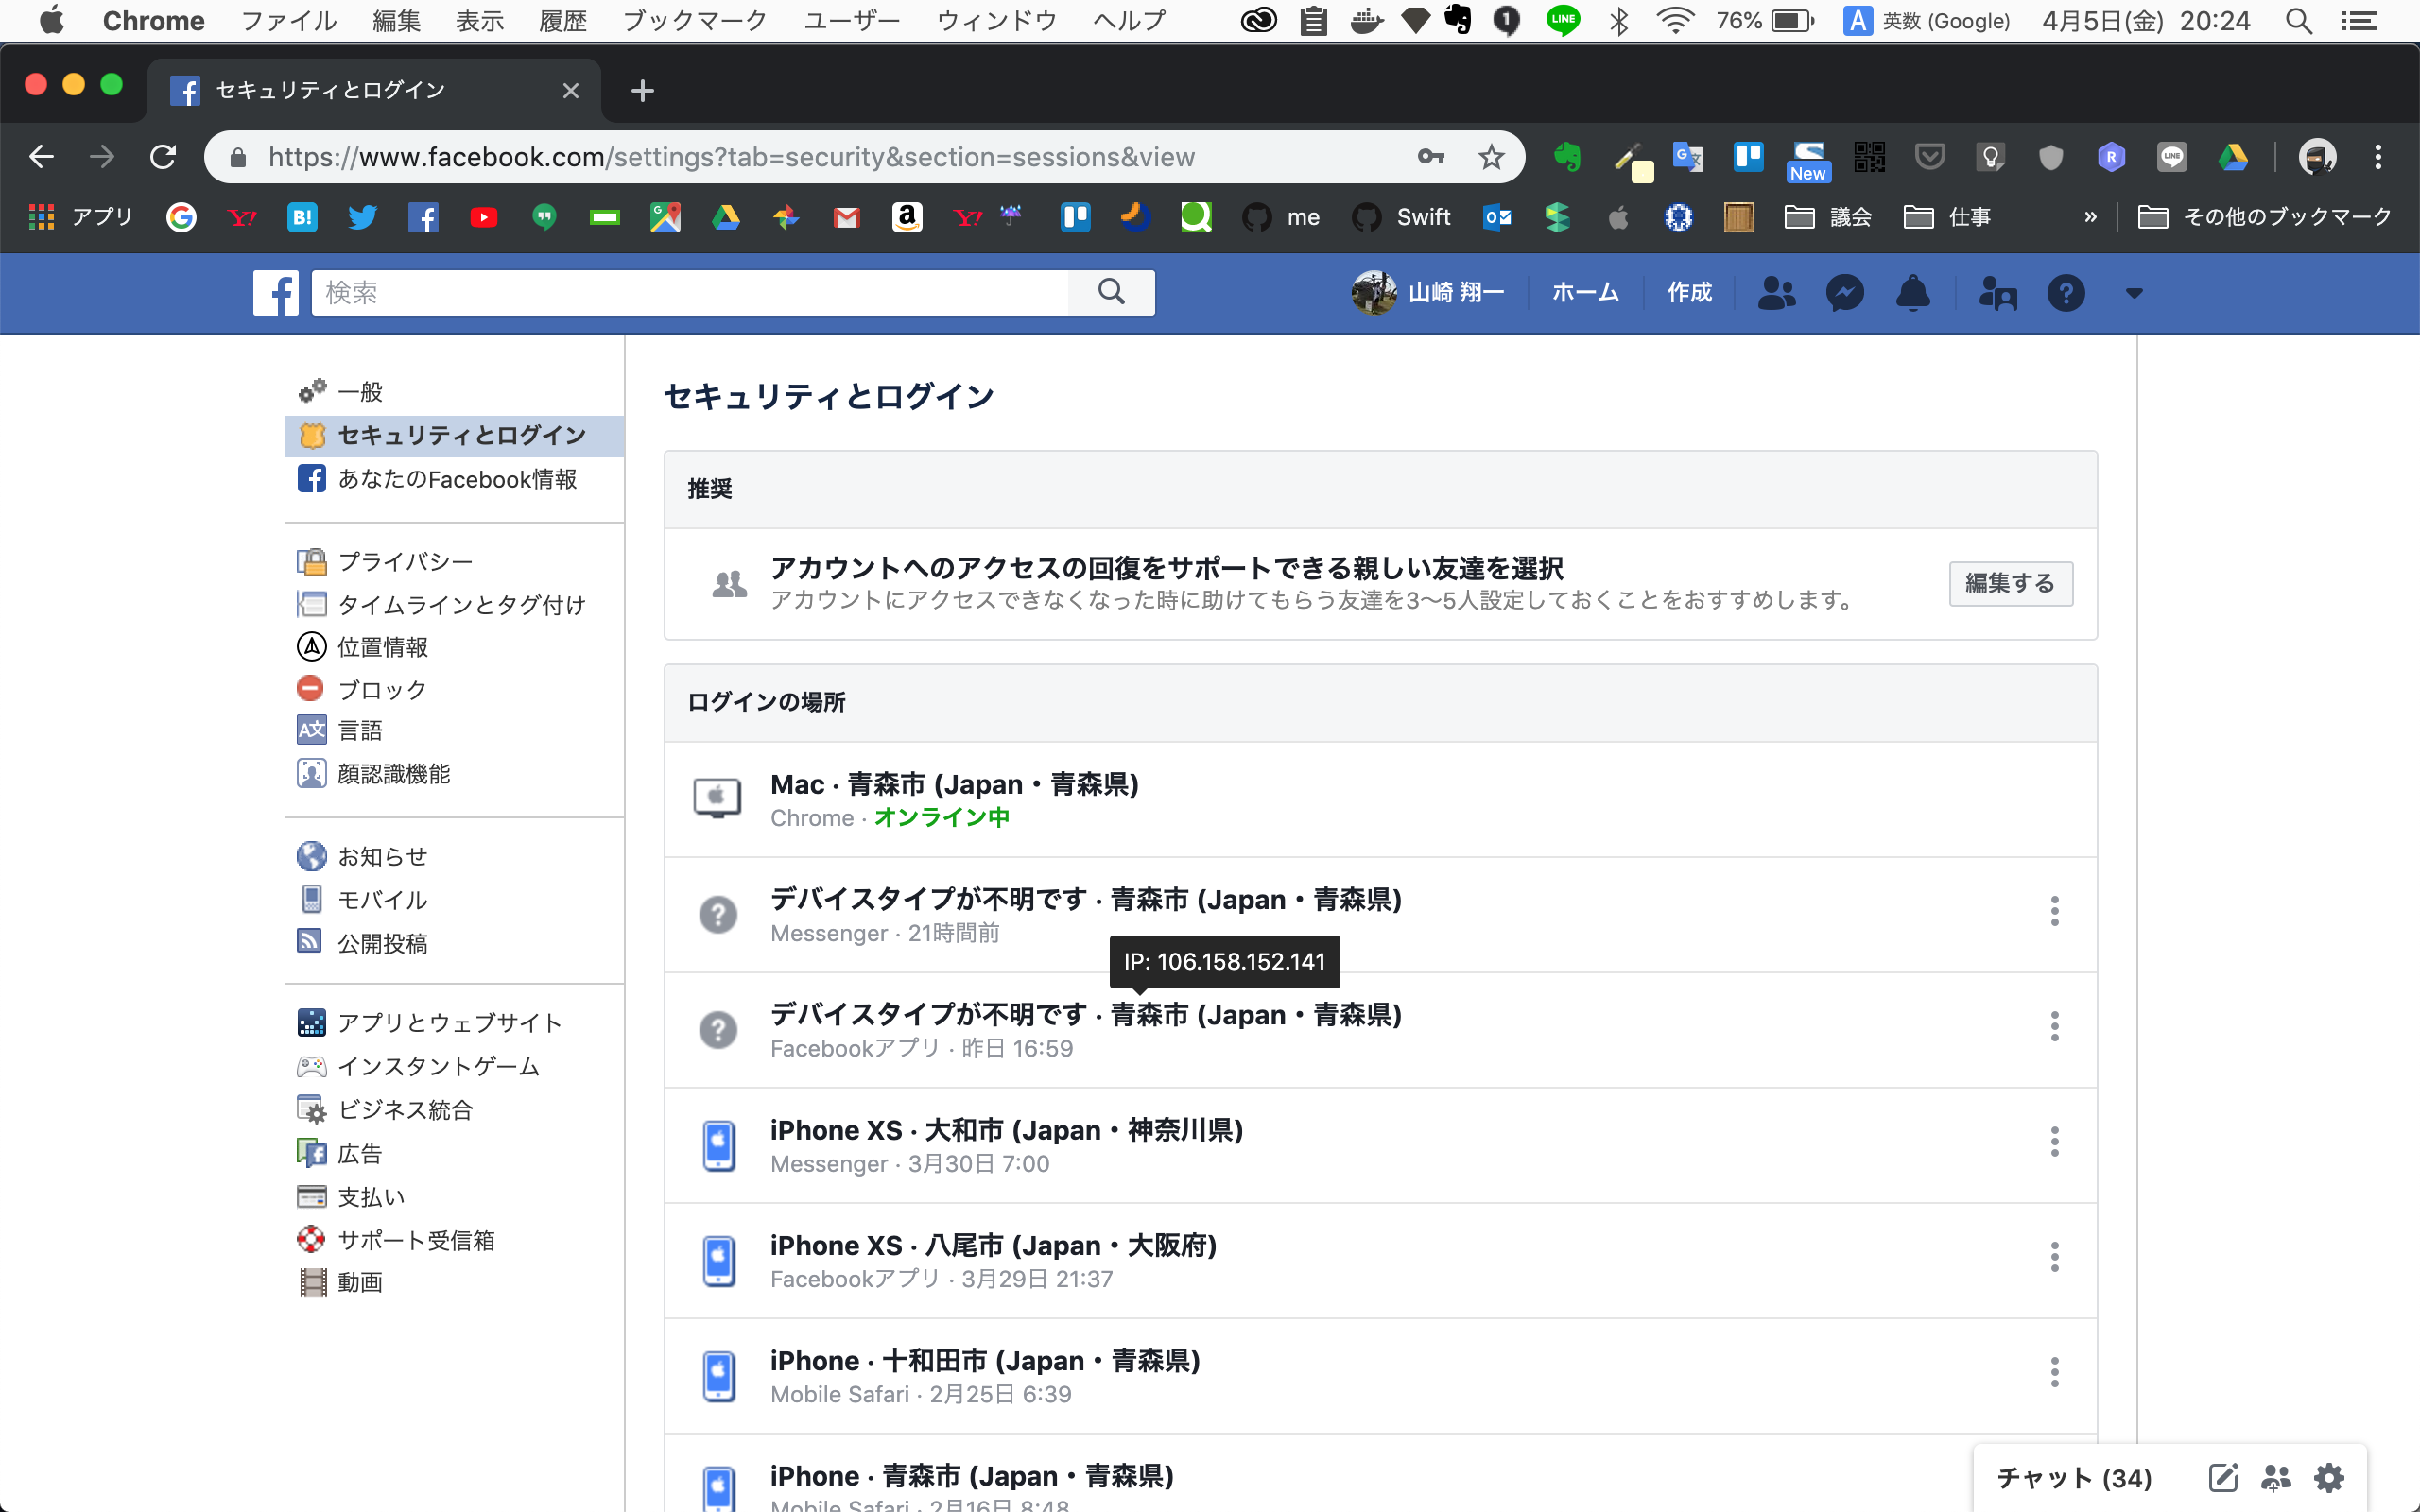 Chrome ファイル 編集 表示 履歴 ブックマーク ユーザー ウィンドウ ヘルプ LINE 76% A 英数 (Google) 4月5日(金) 20:24
セキュリティとログイン
https://www.facebook.com/settings?tab=security&section=sessions&view
New
アプリ me Swift 議会 仕事 » その他のブックマーク
検索 山崎 翔一 ホーム 作成
一般
セキュリティとログイン
あなたのFacebook情報
プライバシー
タイムラインとタグ付け
位置情報
ブロック
言語
顔認識機能
お知らせ
モバイル
公開投稿
アプリとウェブサイト
インスタントゲーム
ビジネス統合
広告
支払い
サポート受信箱
動画
セキュリティとログイン
推奨
アカウントへのアクセスの回復をサポートできる親しい友達を選択
アカウントにアクセスできなくなった時に助けてもらう友達を3〜5人設定しておくことをおすすめします。
編集する
ログインの場所
Mac · 青森市 (Japan・青森県)
Chrome · オンライン中
デバイスタイプが不明です · 青森市 (Japan・青森県)
Messenger · 21時間前
IP: 106.158.152.141
デバイスタイプが不明です · 青森市 (Japan・青森県)
Facebookアプリ · 昨日 16:59
iPhone XS · 大和市 (Japan・神奈川県)
Messenger · 3月30日 7:00
iPhone XS · 八尾市 (Japan・大阪府)
Facebookアプリ · 3月29日 21:37
iPhone · 十和田市 (Japan・青森県)
Mobile Safari · 2月25日 6:39
iPhone · 青森市 (Japan・青森県)
Mobile Safari · 2月16日 8:48
チャット (34)